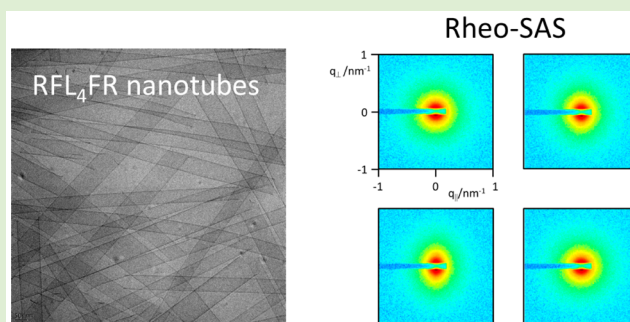 Rheo-SAS
RFL₄FR nanotubes
q⊥/nm⁻¹
1
0
-1
-1 0 1
q∥/nm⁻¹